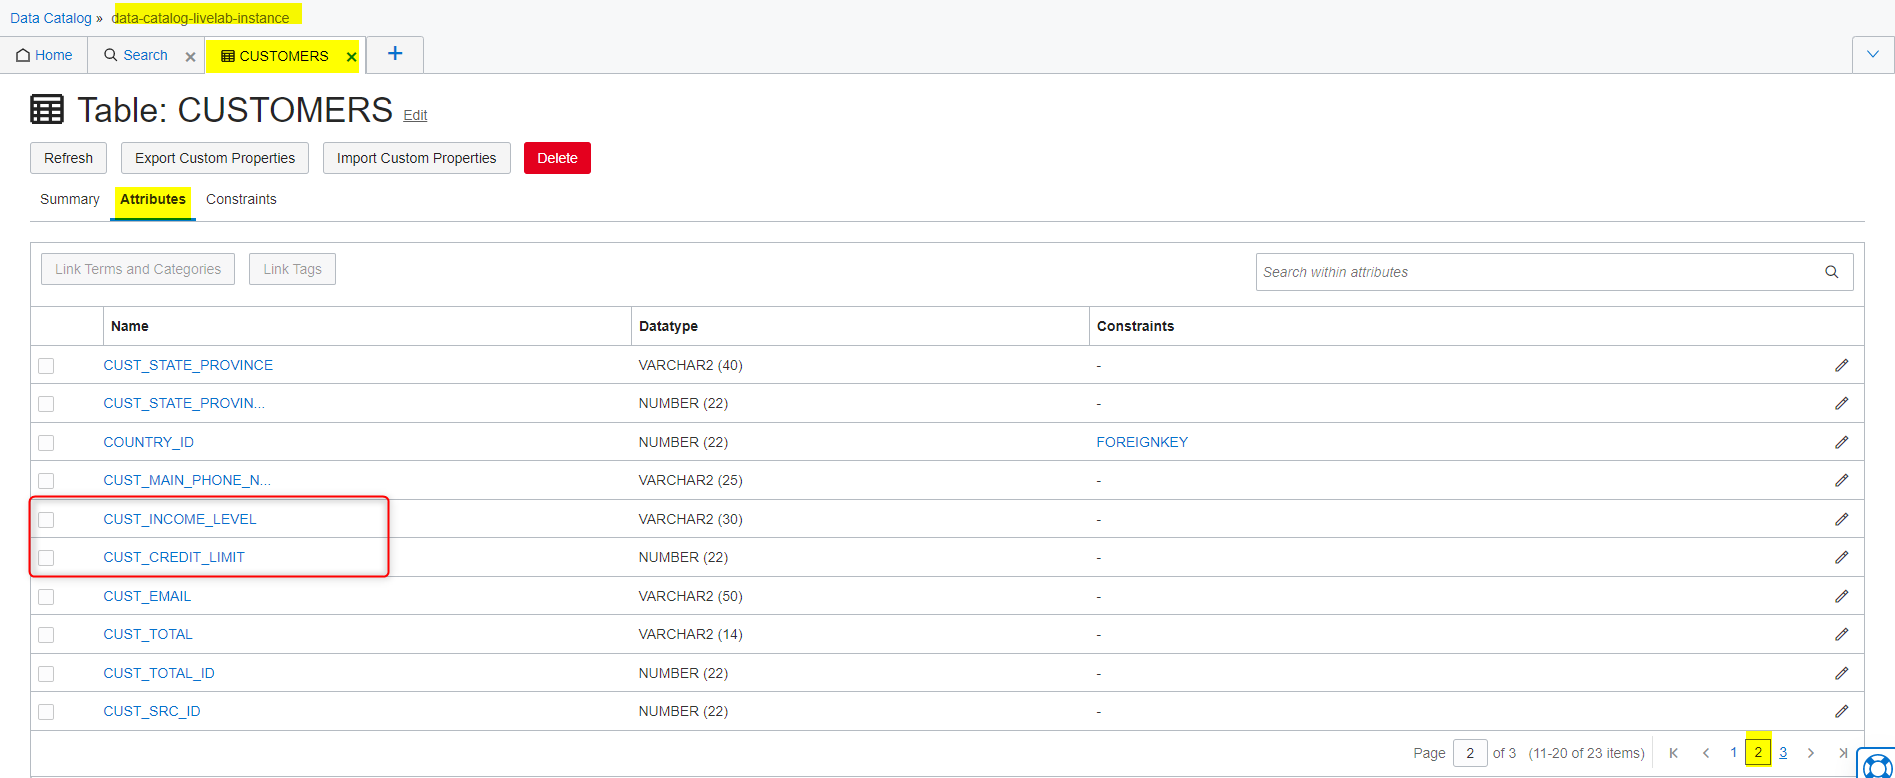 Data Catalog » data-catalog-livelab-instance
Home Search CUSTOMERS
Table: CUSTOMERS Edit
Refresh Export Custom Properties Import Custom Properties Delete
Summary Attributes Constraints
Link Terms and Categories Link Tags Search within attributes
Name Datatype Constraints
CUST_STATE_PROVINCE VARCHAR2 (40) -
CUST_STATE_PROVIN... NUMBER (22) -
COUNTRY_ID NUMBER (22) FOREIGNKEY
CUST_MAIN_PHONE_N... VARCHAR2 (25) -
CUST_INCOME_LEVEL VARCHAR2 (30) -
CUST_CREDIT_LIMIT NUMBER (22) -
CUST_EMAIL VARCHAR2 (50) -
CUST_TOTAL VARCHAR2 (14) -
CUST_TOTAL_ID NUMBER (22) -
CUST_SRC_ID NUMBER (22) -
Page 2 of 3 (11-20 of 23 items) 1 2 3